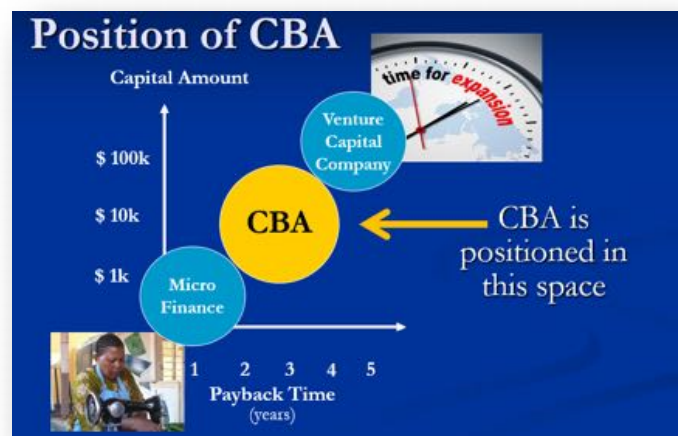 Position of CBA
Capital Amount
time for expansion
Venture
Capital
Company
$ 100k
$ 10k
CBA
CBA is
positioned in
this space
$ 1k
Micro
Finance
1 2 3 4 5
Payback Time
(years)